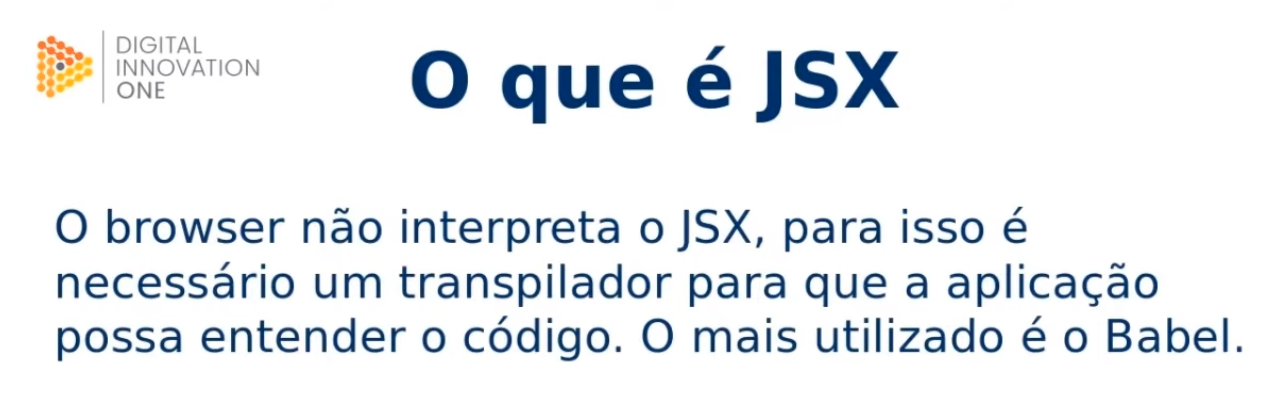 DIGITAL
INNOVATION
ONE
O que é JSX
O browser não interpreta o JSX, para isso é
necessário um transpilador para que a aplicação
possa entender o código. O mais utilizado é o Babel.